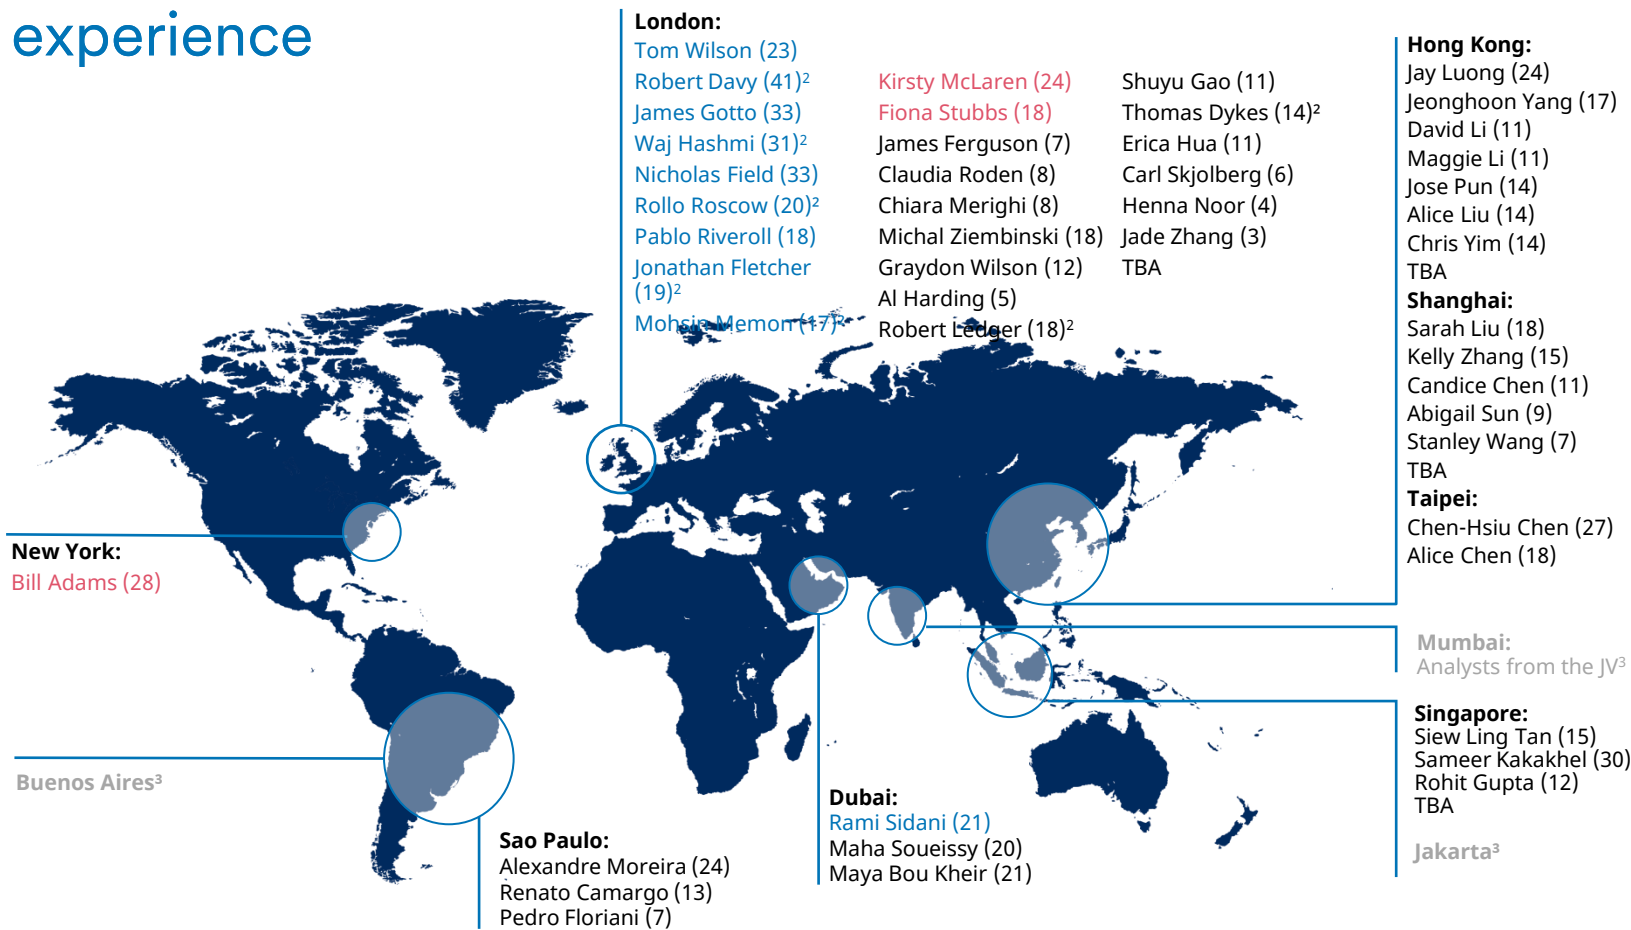 experience
London:
Tom Wilson (23)
Robert Davy (41)²
James Gotto (33)
Waj Hashmi (31)²
Nicholas Field (33)
Rollo Roscow (20)²
Pablo Riveroll (18)
Jonathan Fletcher
(19)²
Mohsin Memon (17)²
Kirsty McLaren (24)
Fiona Stubbs (18)
James Ferguson (7)
Claudia Roden (8)
Chiara Merighi (8)
Michal Ziembinski (18)
Graydon Wilson (12)
Al Harding (5)
Robert Ledger (18)²
Shuyu Gao (11)
Thomas Dykes (14)²
Erica Hua (11)
Carl Skjolberg (6)
Henna Noor (4)
Jade Zhang (3)
TBA
Hong Kong:
Jay Luong (24)
Jeonghoon Yang (17)
David Li (11)
Maggie Li (11)
Jose Pun (14)
Alice Liu (14)
Chris Yim (14)
TBA
Shanghai:
Sarah Liu (18)
Kelly Zhang (15)
Candice Chen (11)
Abigail Sun (9)
Stanley Wang (7)
TBA
Taipei:
Chen-Hsiu Chen (27)
Alice Chen (18)
New York:
Bill Adams (28)
Mumbai:
Analysts from the JV³
Singapore:
Siew Ling Tan (15)
Sameer Kakakhel (30)
Rohit Gupta (12)
TBA
Jakarta³
Buenos Aires³
Dubai:
Rami Sidani (21)
Maha Soueissy (20)
Maya Bou Kheir (21)
Sao Paulo:
Alexandre Moreira (24)
Renato Camargo (13)
Pedro Floriani (7)